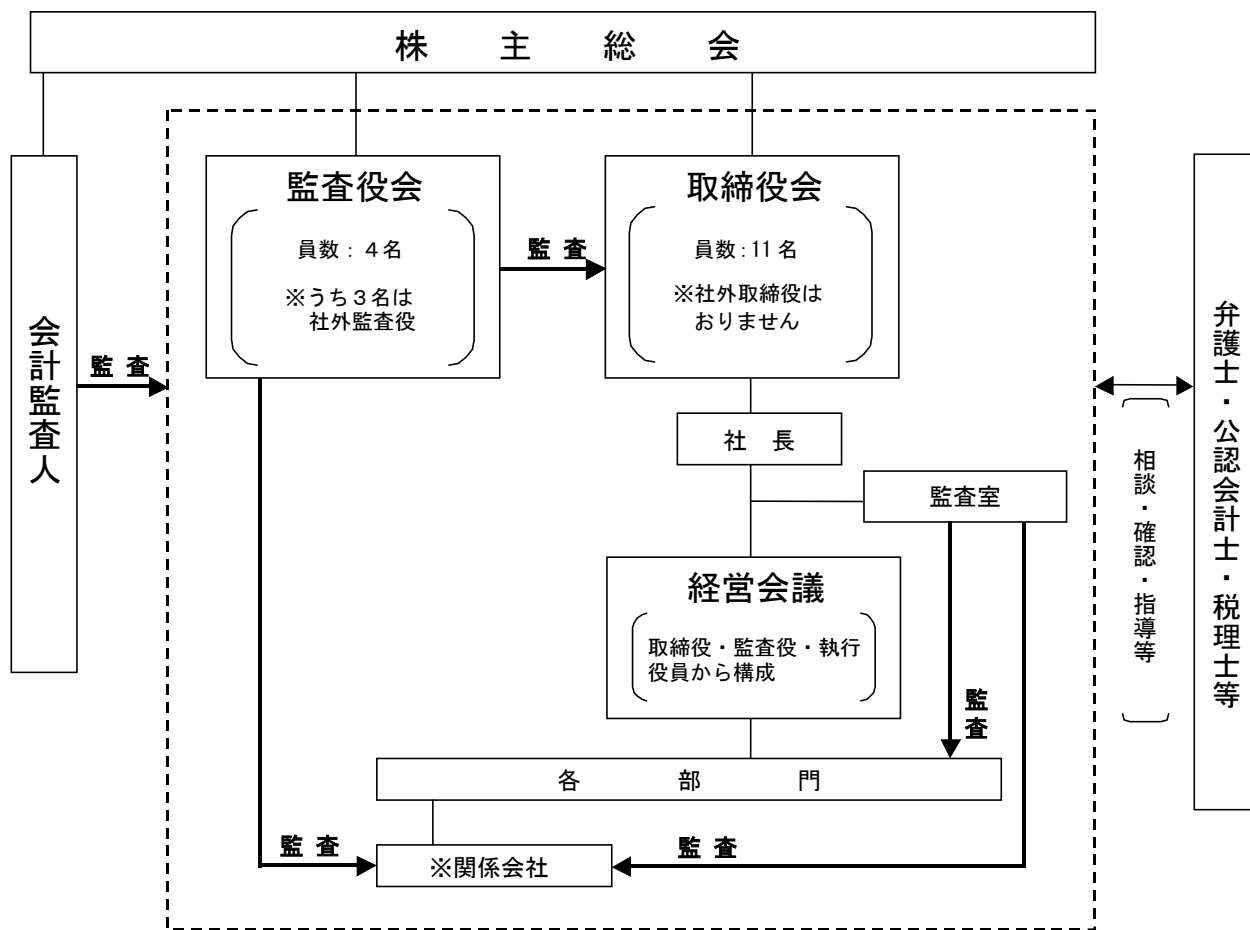 株主総会
監査役会
員数：４名
※うち３名は
社外監査役
監査
取締役会
員数：11名
※社外取締役は
おりません
会計監査人
監査
社長
監査室
経営会議
取締役・監査役・執行
役員から構成
監査
各部門
監査
※関係会社
監査
相談・確認・指導等
弁護士・公認会計士・税理士等